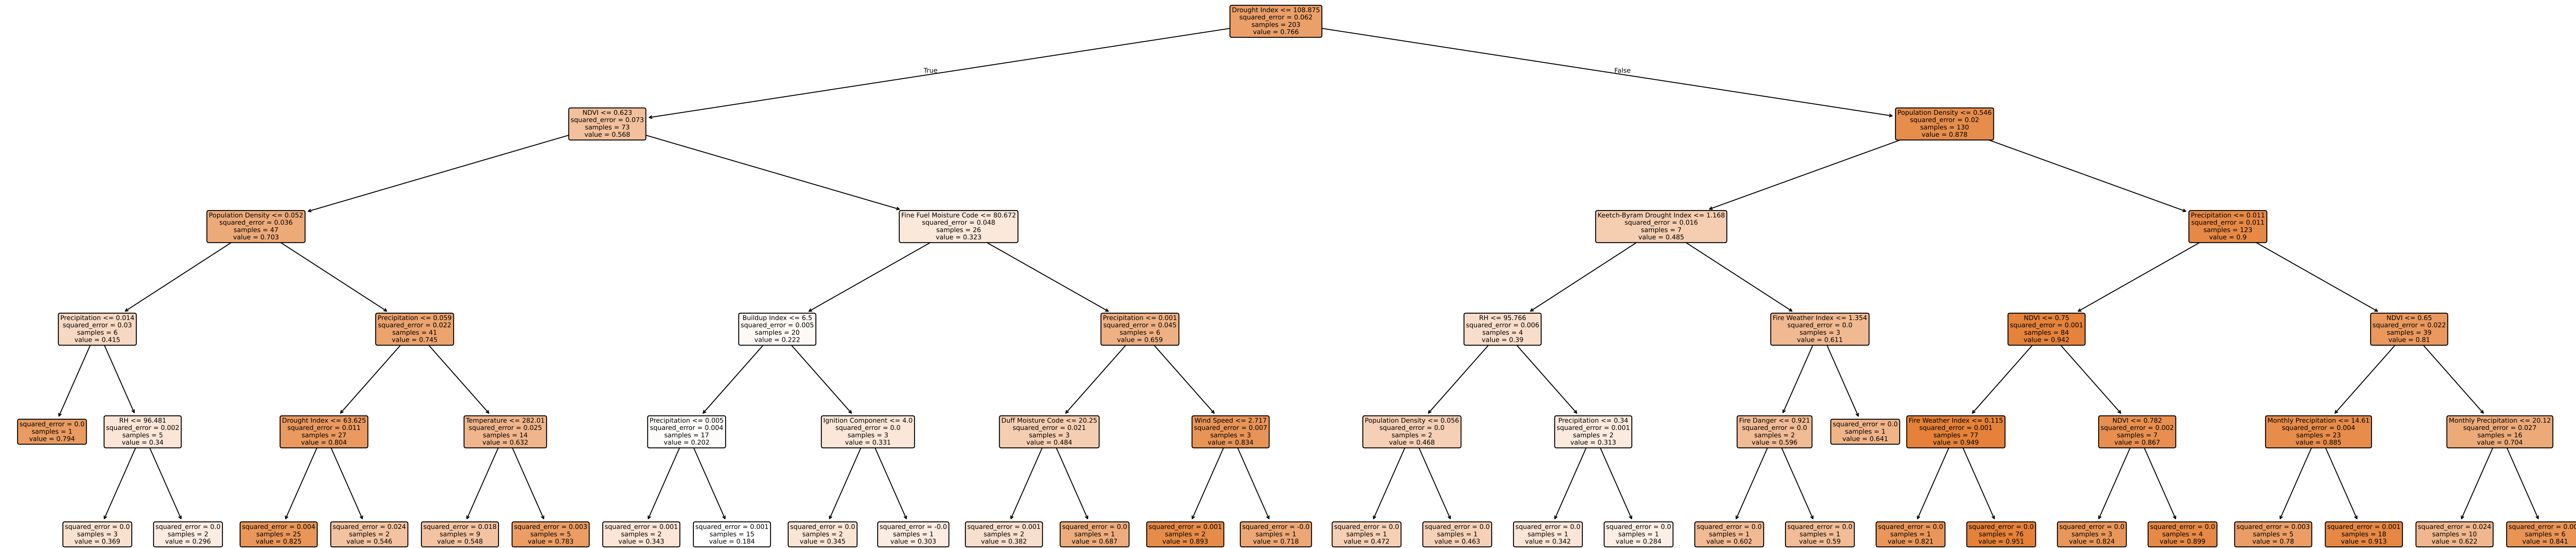 Drought Index <= 108.875
squared_error = 0.062
samples = 203
value = 0.766
True
False
NDVI <= 0.623
squared_error = 0.073
samples = 73
value = 0.568
Population Density <= 0.546
squared_error = 0.02
samples = 130
value = 0.878
Population Density <= 0.052
squared_error = 0.036
samples = 47
value = 0.703
Fine Fuel Moisture Code <= 80.672
squared_error = 0.048
samples = 26
value = 0.323
Keetch-Byram Drought Index <= 1.168
squared_error = 0.016
samples = 7
value = 0.485
Precipitation <= 0.011
squared_error = 0.011
samples = 123
value = 0.9
Precipitation <= 0.014
squared_error = 0.03
samples = 6
value = 0.415
Precipitation <= 0.059
squared_error = 0.022
samples = 41
value = 0.745
Buildup Index <= 6.5
squared_error = 0.005
samples = 20
value = 0.222
Precipitation <= 0.001
squared_error = 0.045
samples = 6
value = 0.659
RH <= 95.766
squared_error = 0.006
samples = 4
value = 0.39
Fire Weather Index <= 1.354
squared_error = 0.0
samples = 3
value = 0.611
NDVI <= 0.75
squared_error = 0.001
samples = 84
value = 0.942
NDVI <= 0.65
squared_error = 0.022
samples = 39
value = 0.81
squared_error = 0.0
samples = 1
value = 0.794
RH <= 96.481
squared_error = 0.002
samples = 5
value = 0.34
Drought Index <= 63.625
squared_error = 0.011
samples = 27
value = 0.804
Temperature <= 282.01
squared_error = 0.025
samples = 14
value = 0.632
Precipitation <= 0.005
squared_error = 0.004
samples = 17
value = 0.202
Ignition Component <= 4.0
squared_error = 0.0
samples = 3
value = 0.331
Duff Moisture Code <= 20.25
squared_error = 0.021
samples = 3
value = 0.484
Wind Speed <= 2.717
squared_error = 0.007
samples = 3
value = 0.834
Population Density <= 0.056
squared_error = 0.0
samples = 2
value = 0.468
Precipitation <= 0.34
squared_error = 0.001
samples = 2
value = 0.313
Fire Danger <= 0.921
squared_error = 0.0
samples = 2
value = 0.596
squared_error = 0.0
samples = 1
value = 0.641
Fire Weather Index <= 0.115
squared_error = 0.001
samples = 77
value = 0.949
NDVI <= 0.782
squared_error = 0.002
samples = 7
value = 0.867
Monthly Precipitation <= 14.61
squared_error = 0.004
samples = 23
value = 0.885
Monthly Precipitation <= 20.12
squared_error = 0.027
samples = 16
value = 0.704
squared_error = 0.0
samples = 3
value = 0.369
squared_error = 0.0
samples = 2
value = 0.296
squared_error = 0.004
samples = 25
value = 0.825
squared_error = 0.024
samples = 2
value = 0.546
squared_error = 0.018
samples = 9
value = 0.548
squared_error = 0.003
samples = 5
value = 0.783
squared_error = 0.001
samples = 2
value = 0.343
squared_error = 0.001
samples = 15
value = 0.184
squared_error = 0.0
samples = 2
value = 0.345
squared_error = -0.0
samples = 1
value = 0.303
squared_error = 0.001
samples = 2
value = 0.382
squared_error = 0.0
samples = 1
value = 0.687
squared_error = 0.001
samples = 2
value = 0.893
squared_error = -0.0
samples = 1
value = 0.718
squared_error = 0.0
samples = 1
value = 0.472
squared_error = 0.0
samples = 1
value = 0.463
squared_error = 0.0
samples = 1
value = 0.342
squared_error = 0.0
samples = 1
value = 0.284
squared_error = 0.0
samples = 1
value = 0.602
squared_error = 0.0
samples = 1
value = 0.59
squared_error = 0.0
samples = 1
value = 0.821
squared_error = 0.0
samples = 76
value = 0.951
squared_error = 0.0
samples = 3
value = 0.824
squared_error = 0.0
samples = 4
value = 0.899
squared_error = 0.003
samples = 5
value = 0.78
squared_error = 0.001
samples = 18
value = 0.913
squared_error = 0.024
samples = 10
value = 0.622
squared_error =
samples = 6
value = 0.841